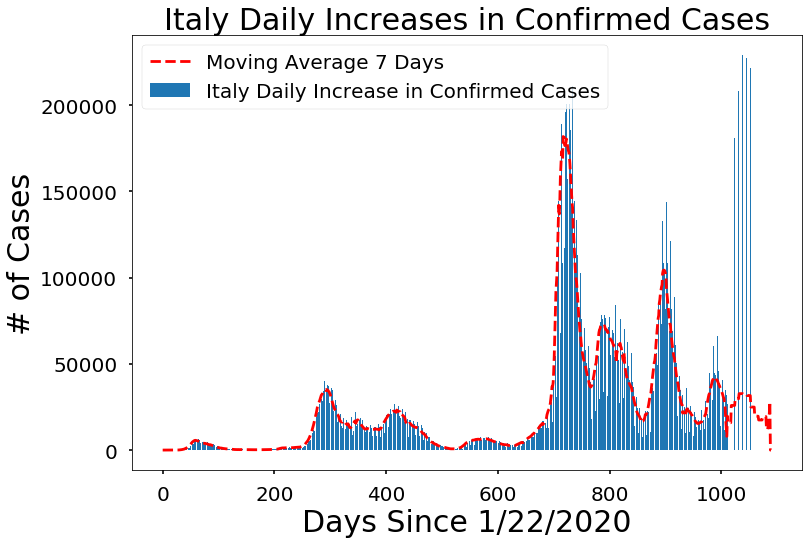 Italy Daily Increases in Confirmed Cases
Moving Average 7 Days
Italy Daily Increase in Confirmed Cases
# of Cases
200000
150000
100000
50000
0
0 200 400 600 800 1000
Days Since 1/22/2020